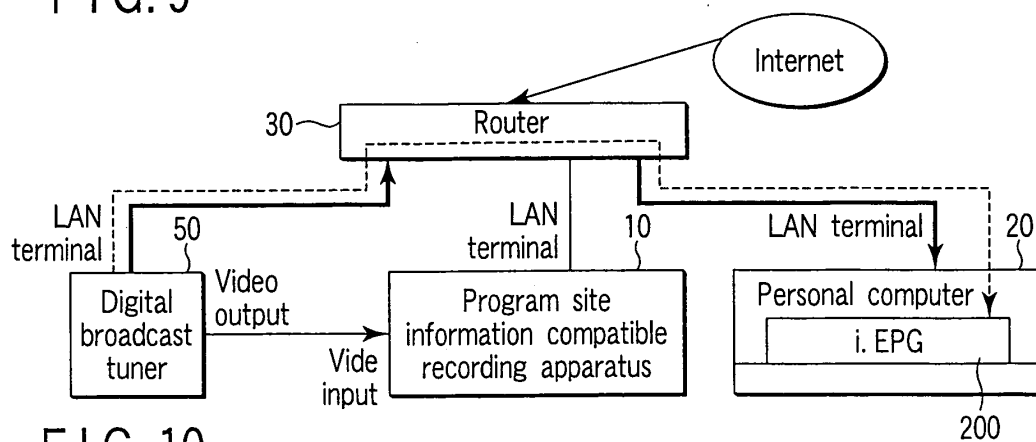 Internet
Router
30
LAN
terminal
50
LAN
terminal
10
LAN terminal
20
Digital
broadcast
tuner
Video
output
Vide
input
Program site
information compatible
recording apparatus
Personal computer
i. EPG
200